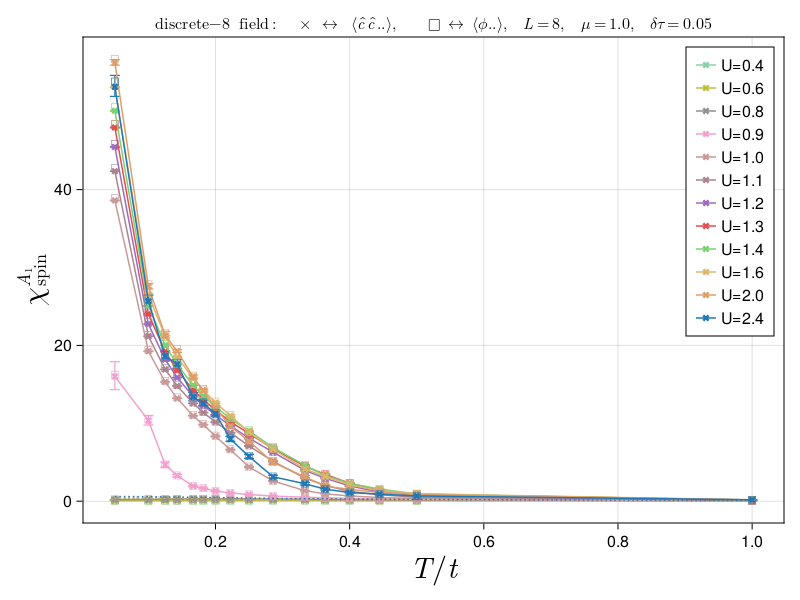 discrete−8 field : × ↔ ⟨ĉ ĉ ..⟩, □ ↔ ⟨ϕ..⟩, L = 8, μ = 1.0, δτ = 0.05
U=0.4
U=0.6
U=0.8
U=0.9
U=1.0
U=1.1
U=1.2
U=1.3
U=1.4
U=1.6
U=2.0
U=2.4
40
20
0
χ^{A_1}_{spin}
0.2 0.4 0.6 0.8 1.0
T/t